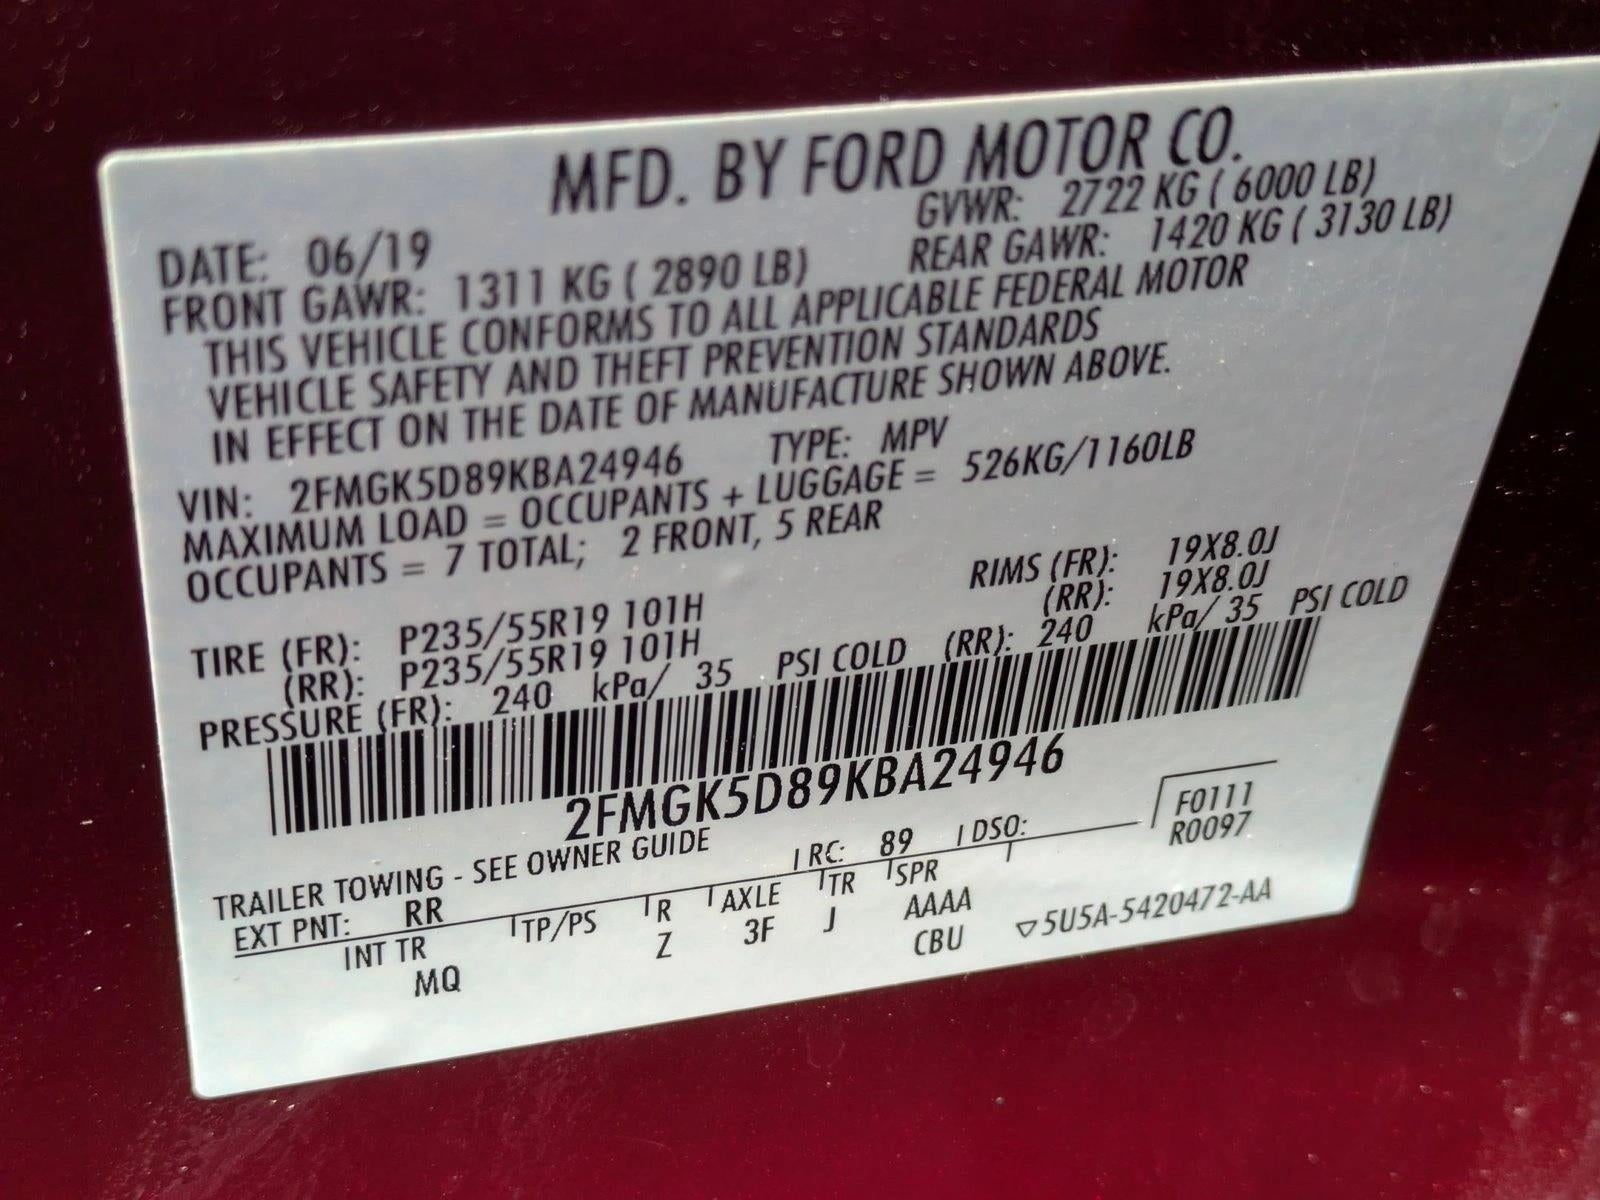 MFD. BY FORD MOTOR CO.
DATE: 06/19 GVWR: 2722 KG ( 6000 LB)
FRONT GAWR: 1311 KG ( 2890 LB) REAR GAWR: 1420 KG ( 3130 LB)
THIS VEHICLE CONFORMS TO ALL APPLICABLE FEDERAL MOTOR
VEHICLE SAFETY AND THEFT PREVENTION STANDARDS
IN EFFECT ON THE DATE OF MANUFACTURE SHOWN ABOVE.
VIN: 2FMGK5D89KBA24946 TYPE: MPV
MAXIMUM LOAD = OCCUPANTS + LUGGAGE = 526KG/1160LB
OCCUPANTS = 7 TOTAL; 2 FRONT, 5 REAR
TIRE (FR): P235/55R19 101H RIMS (FR): 19X8.0J
(RR): P235/55R19 101H (RR): 19X8.0J
PRESSURE (FR): 240 kPa/ 35 PSI COLD (RR): 240 kPa/ 35 PSI COLD
2FMGK5D89KBA24946
F0111
R0097
TRAILER TOWING - SEE OWNER GUIDE
EXT PNT: RR RC: 89 DSO:
INT TR TP/PS R AXLE TR SPR
MQ Z 3F J AAAA
CBU ▽5U5A-5420472-AA